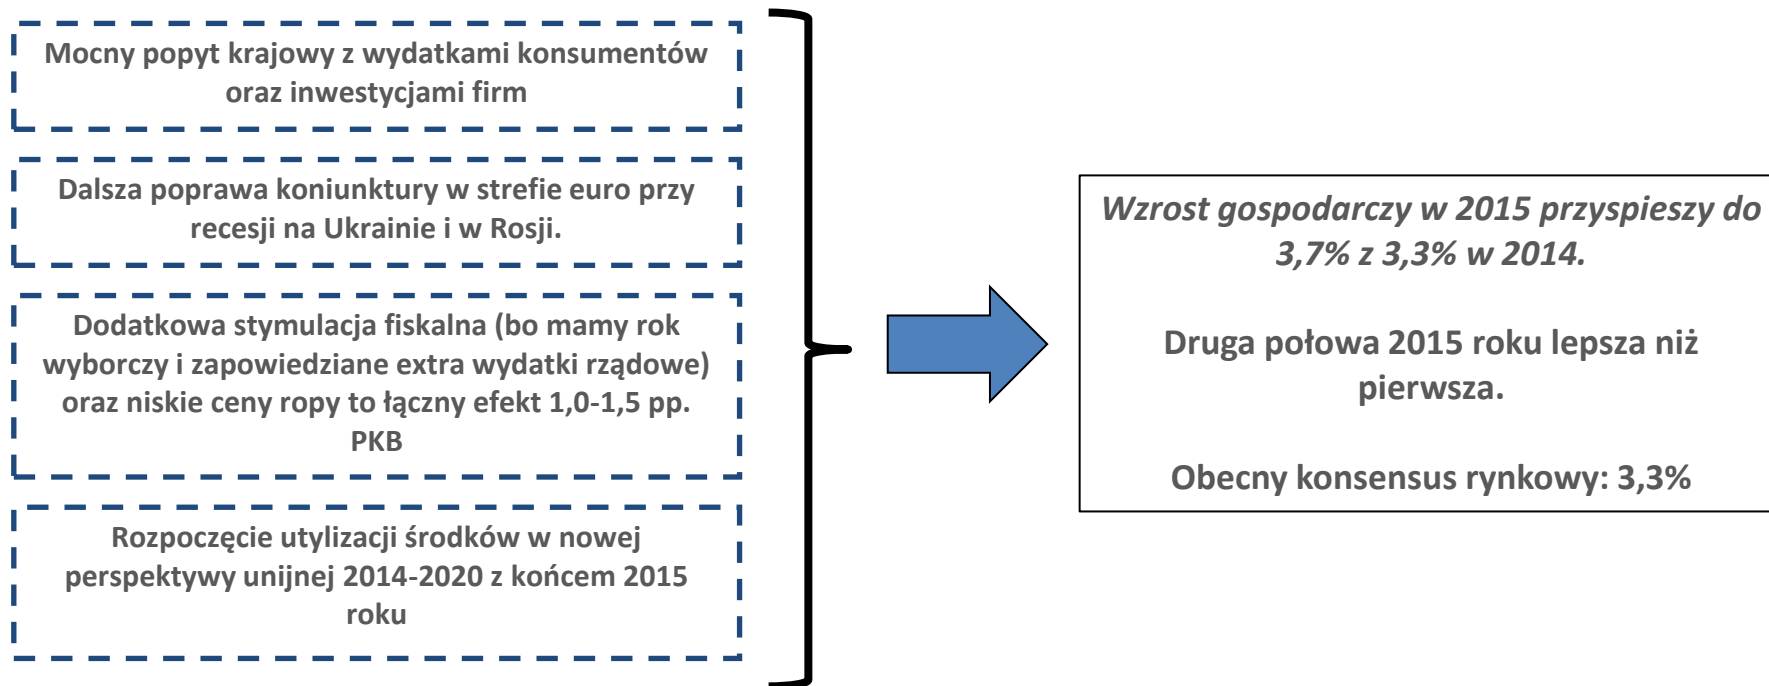 Mocny popyt krajowy z wydatkami konsumentów
oraz inwestycjami firm
Dalsza poprawa koniunktury w strefie euro przy
recesji na Ukrainie i w Rosji.
Dodatkowa stymulacja fiskalna (bo mamy rok
wyborczy i zapowiedziane extra wydatki rządowe)
oraz niskie ceny ropy to łączny efekt 1,0-1,5 pp.
PKB
Rozpoczęcie utylizacji środków w nowej
perspektywy unijnej 2014-2020 z końcem 2015
roku
Wzrost gospodarczy w 2015 przyspieszy do
3,7% z 3,3% w 2014.
Druga połowa 2015 roku lepsza niż
pierwsza.
Obecny konsensus rynkowy: 3,3%